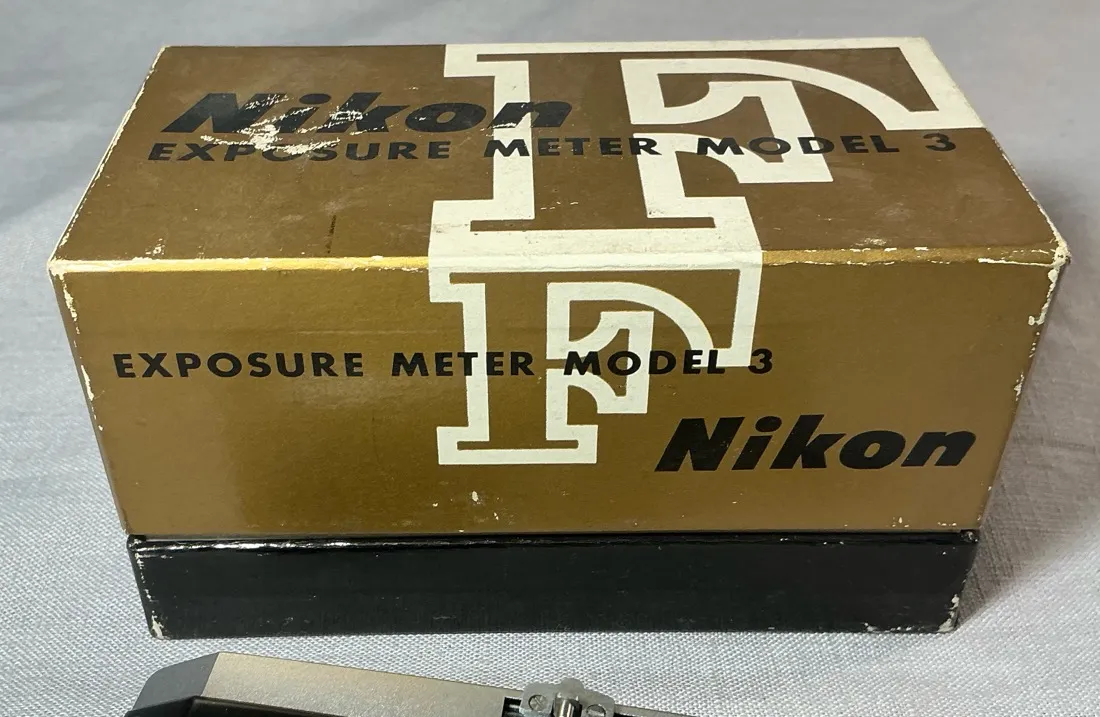 Nikon
F
EXPOSURE METER MODEL 3
F
EXPOSURE METER MODEL 3
Nikon